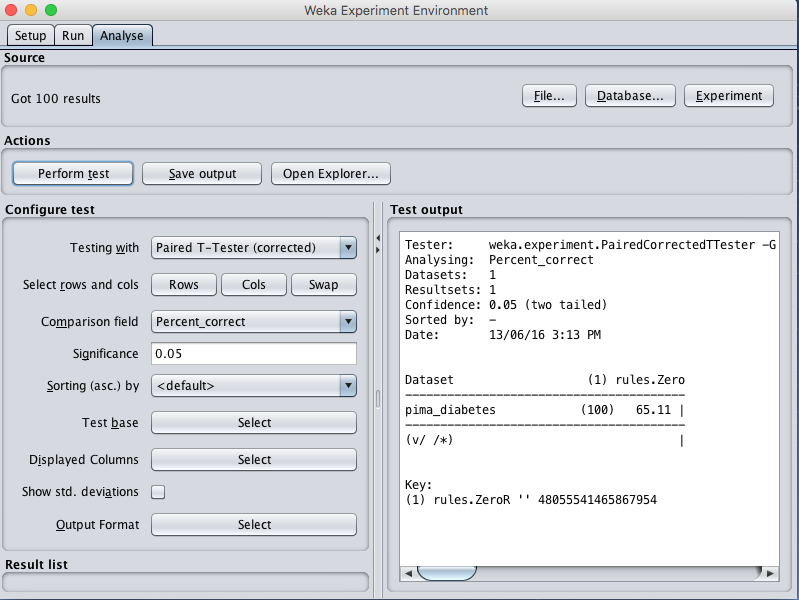 Weka Experiment Environment
Setup Run Analyse
Source
Got 100 results File... Database... Experiment
Actions
Perform test Save output Open Explorer...
Configure test
Testing with Paired T-Tester (corrected)
Select rows and cols Rows Cols Swap
Comparison field Percent_correct
Significance 0.05
Sorting (asc.) by <default>
Test base Select
Displayed Columns Select
Show std. deviations
Output Format Select
Result list
Test output
Tester: weka.experiment.PairedCorrectedTTester -G
Analysing: Percent_correct
Datasets: 1
Resultsets: 1
Confidence: 0.05 (two tailed)
Sorted by: -
Date: 13/06/16 3:13 PM
Dataset (1) rules.Zero
----------------------------------------
pima_diabetes (100) 65.11 |
----------------------------------------
(v/ /*) |
Key:
(1) rules.ZeroR '' 48055541465867954